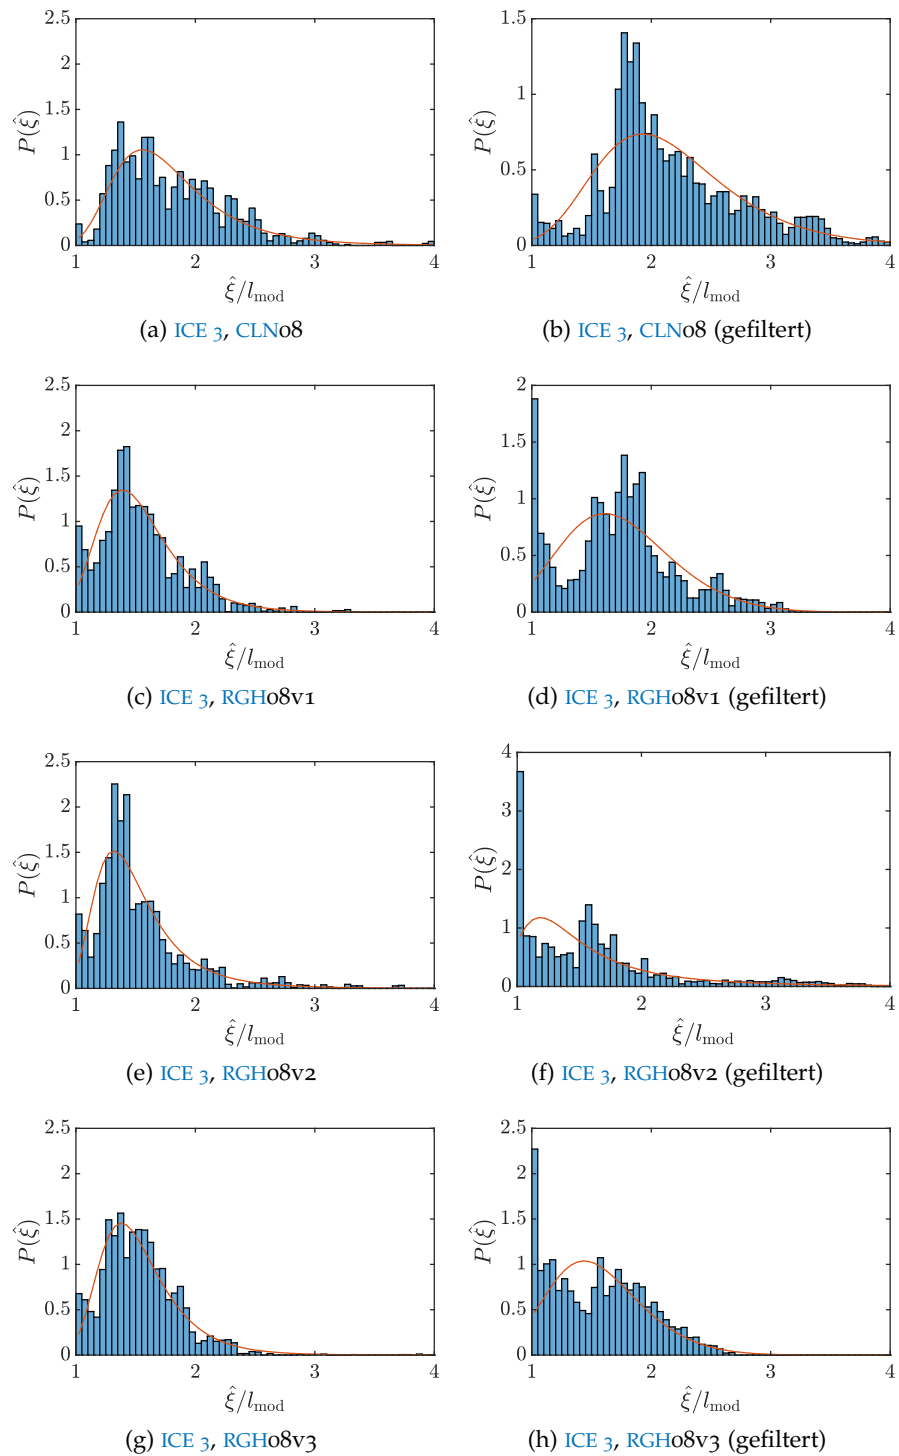 2.5
2
1.5
1
0.5
0
P(ξ̂)
1 2 3 4
ξ̂/l_mod
(a) ICE 3, CLN08
1.5
1
0.5
0
P(ξ̂)
1 2 3 4
ξ̂/l_mod
(b) ICE 3, CLN08 (gefiltert)
2.5
2
1.5
1
0.5
0
P(ξ̂)
1 2 3 4
ξ̂/l_mod
(c) ICE 3, RGH08v1
2
1.5
1
0.5
0
P(ξ̂)
1 2 3 4
ξ̂/l_mod
(d) ICE 3, RGH08v1 (gefiltert)
2.5
2
1.5
1
0.5
0
P(ξ̂)
1 2 3 4
ξ̂/l_mod
(e) ICE 3, RGH08v2
4
3
2
1
0
P(ξ̂)
1 2 3 4
ξ̂/l_mod
(f) ICE 3, RGH08v2 (gefiltert)
2.5
2
1.5
1
0.5
0
P(ξ̂)
1 2 3 4
ξ̂/l_mod
(g) ICE 3, RGH08v3
2.5
2
1.5
1
0.5
0
P(ξ̂)
1 2 3 4
ξ̂/l_mod
(h) ICE 3, RGH08v3 (gefiltert)